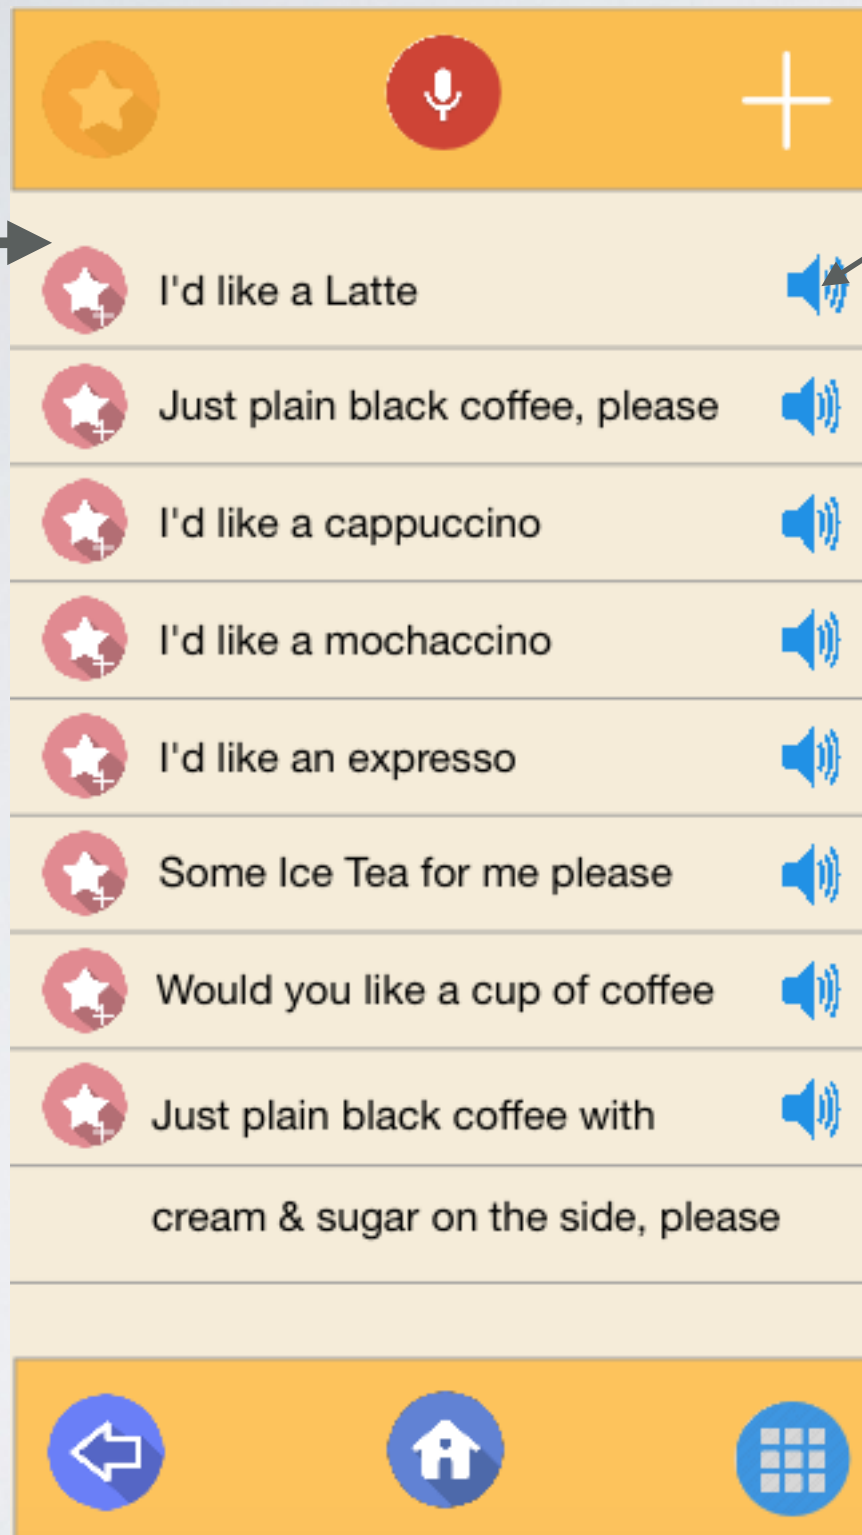 I'd like a Latte
Just plain black coffee, please
I'd like a cappuccino
I'd like a mochaccino
I'd like an expresso
Some Ice Tea for me please
Would you like a cup of coffee
Just plain black coffee with
cream & sugar on the side, please